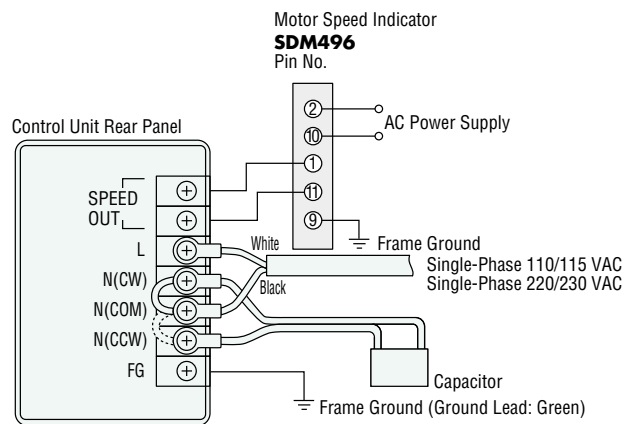 Motor Speed Indicator
SDM496
Pin No.
2
AC Power Supply
10
Control Unit Rear Panel
1
SPEED
OUT
11
9
L
White
Frame Ground
Single-Phase 110/115 VAC
N(CW)
Black
Single-Phase 220/230 VAC
N(COM)
N(CCW)
FG
Capacitor
Frame Ground (Ground Lead: Green)